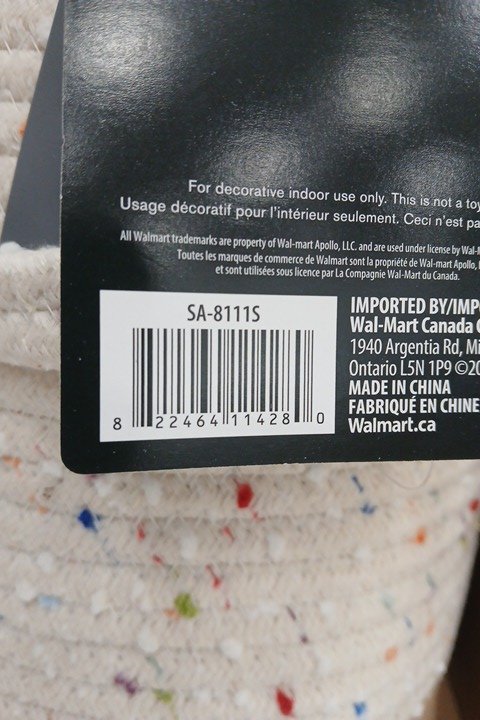 For decorative indoor use only. This is not a toy
Usage décoratif pour l'intérieur seulement. Ceci n'est pa
All Walmart trademarks are property of Wal-mart Apollo, LLC. and are used under license by Wal-
Toutes les marques de commerce de Walmart sont la propriété de Wal-mart Apollo,
et sont utilisées sous licence par La Compagnie Wal-Mart du Canada.
SA-8111S
8 22464 11428 0
IMPORTED BY/IMPO
Wal-Mart Canada
1940 Argentia Rd, Mi
Ontario L5N 1P9 ©20
MADE IN CHINA
FABRIQUÉ EN CHINE
Walmart.ca